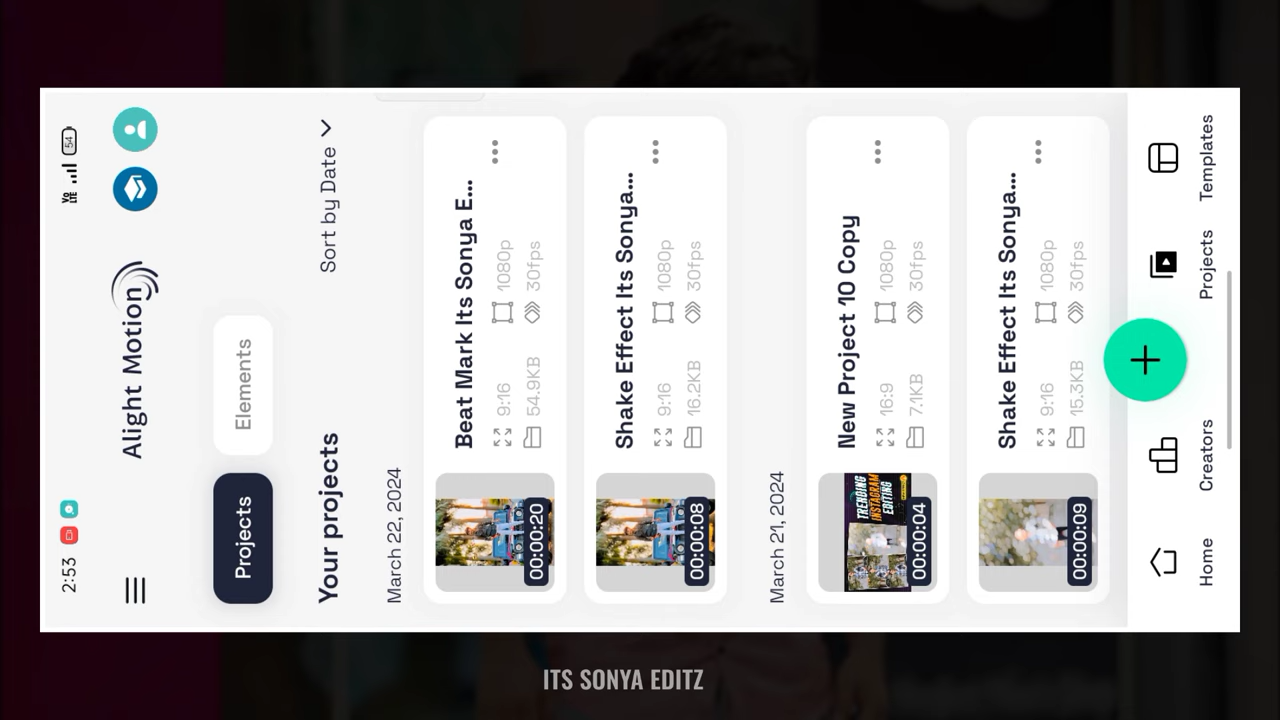 2:53
Vo
LTE
54
Alight Motion
Projects
Elements
Your projects
Sort by Date
March 22, 2024
Beat Mark Its Sonya E...
9:16
1080p
54.9KB
30fps
00:00:20
Shake Effect Its Sonya...
9:16
1080p
16.2KB
30fps
00:00:08
March 21, 2024
New Project 10 Copy
16:9
1080p
7.1KB
30fps
TRENDING
INSTAGRAM
EDITING
00:00:04
Shake Effect Its Sonya...
9:16
1080p
15.3KB
30fps
00:00:09
Home
Creators
Projects
Templates
ITS SONYA EDITZ